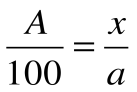 A/100 = x/a